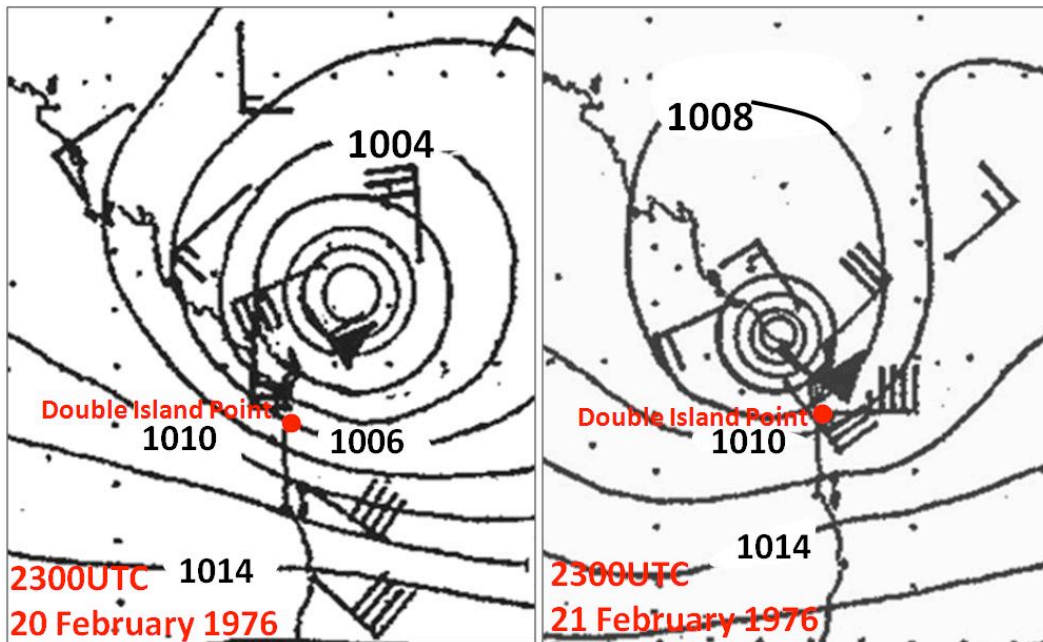 1004
Double Island Point
1010
1006
1014
2300UTC
20 February 1976
1008
Double Island Point
1010
1014
2300UTC
21 February 1976